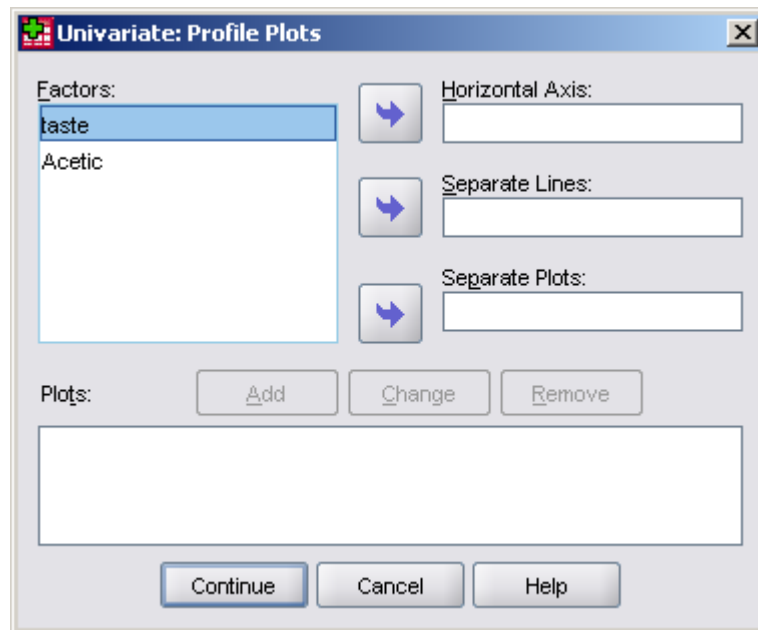 Univariate: Profile Plots
Factors:
taste
Acetic
Horizontal Axis:
Separate Lines:
Separate Plots:
Plots:
Add
Change
Remove
Continue
Cancel
Help